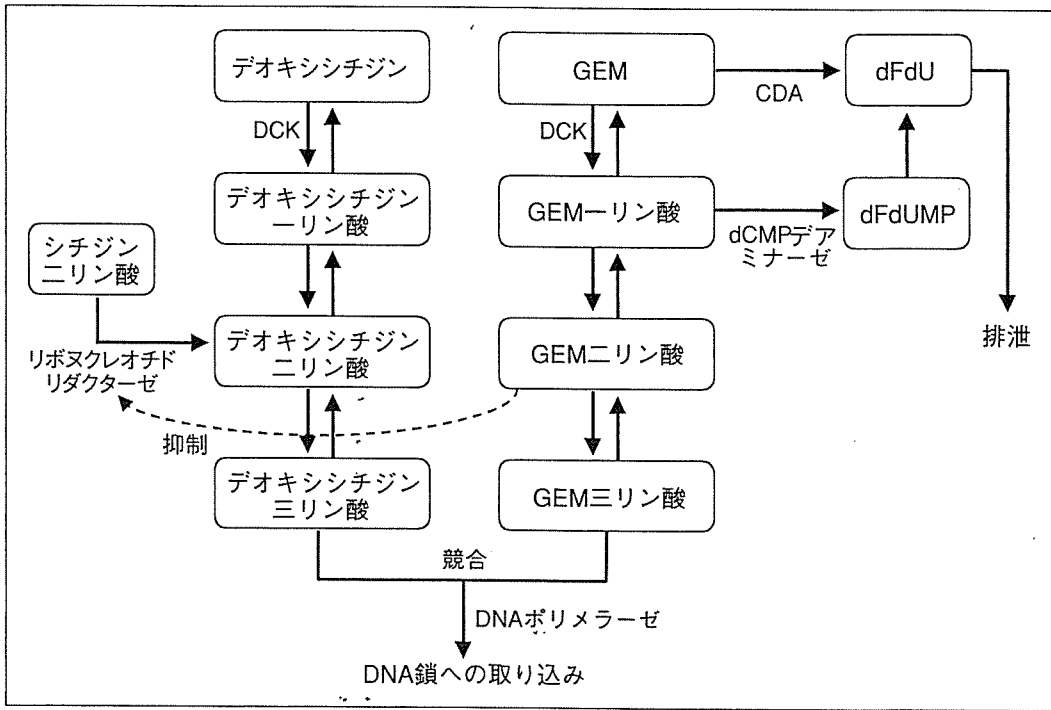 デオキシシチジン
GEM
dFdU
CDA
DCK
DCK
デオキシシチジン
一リン酸
GEM一リン酸
dFdUMP
dCMPデア
ミナーゼ
シチジン
二リン酸
デオキシシチジン
二リン酸
GEM二リン酸
排泄
リボヌクレオチド
リダクターゼ
抑制
デオキシシチジン
三リン酸
GEM三リン酸
競合
DNAポリメラーゼ
DNA鎖への取り込み